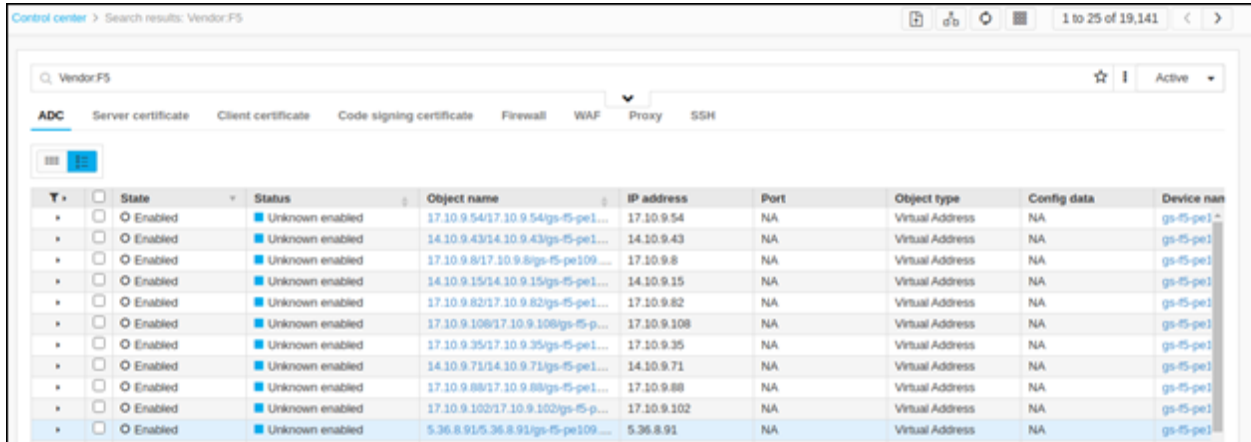 Control center > Search results: Vendor:F5 1 to 25 of 19,141 < >
Vendor:F5 Active
ADC Server certificate Client certificate Code signing certificate Firewall WAF Proxy SSH
State Status Object name IP address Port Object type Config data Device nam
Enabled Unknown enabled 17.10.9.54/17.10.9.54/gs-f5-pe1... 17.10.9.54 NA Virtual Address NA gs-f5-pe1
Enabled Unknown enabled 14.10.9.43/14.10.9.43/gs-f5-pe1... 14.10.9.43 NA Virtual Address NA gs-f5-pe1
Enabled Unknown enabled 17.10.9.8/17.10.9.8/gs-f5-pe109.... 17.10.9.8 NA Virtual Address NA gs-f5-pe1
Enabled Unknown enabled 14.10.9.15/14.10.9.15/gs-f5-pe1... 14.10.9.15 NA Virtual Address NA gs-f5-pe1
Enabled Unknown enabled 17.10.9.82/17.10.9.82/gs-f5-pe1... 17.10.9.82 NA Virtual Address NA gs-f5-pe1
Enabled Unknown enabled 17.10.9.108/17.10.9.108/gs-f5-p... 17.10.9.108 NA Virtual Address NA gs-f5-pe1
Enabled Unknown enabled 17.10.9.35/17.10.9.35/gs-f5-pe1... 17.10.9.35 NA Virtual Address NA gs-f5-pe1
Enabled Unknown enabled 14.10.9.71/14.10.9.71/gs-f5-pe1... 14.10.9.71 NA Virtual Address NA gs-f5-pe1
Enabled Unknown enabled 17.10.9.88/17.10.9.88/gs-f5-pe1... 17.10.9.88 NA Virtual Address NA gs-f5-pe1
Enabled Unknown enabled 17.10.9.102/17.10.9.102/gs-f5-p... 17.10.9.102 NA Virtual Address NA gs-f5-pe1
Enabled Unknown enabled 5.36.8.91/5.36.8.91/gs-f5-pe109.... 5.36.8.91 NA Virtual Address NA gs-f5-pe1